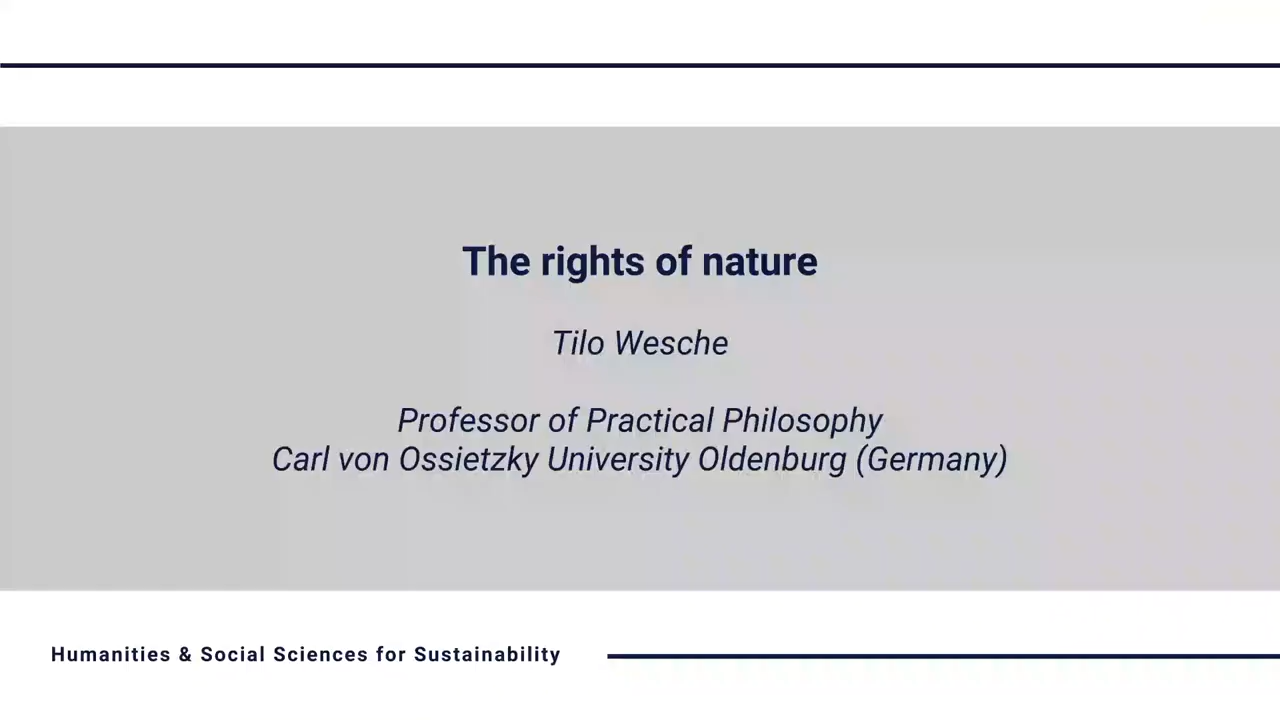 The rights of nature
Tilo Wesche
Professor of Practical Philosophy
Carl von Ossietzky University Oldenburg (Germany)
Humanities & Social Sciences for Sustainability